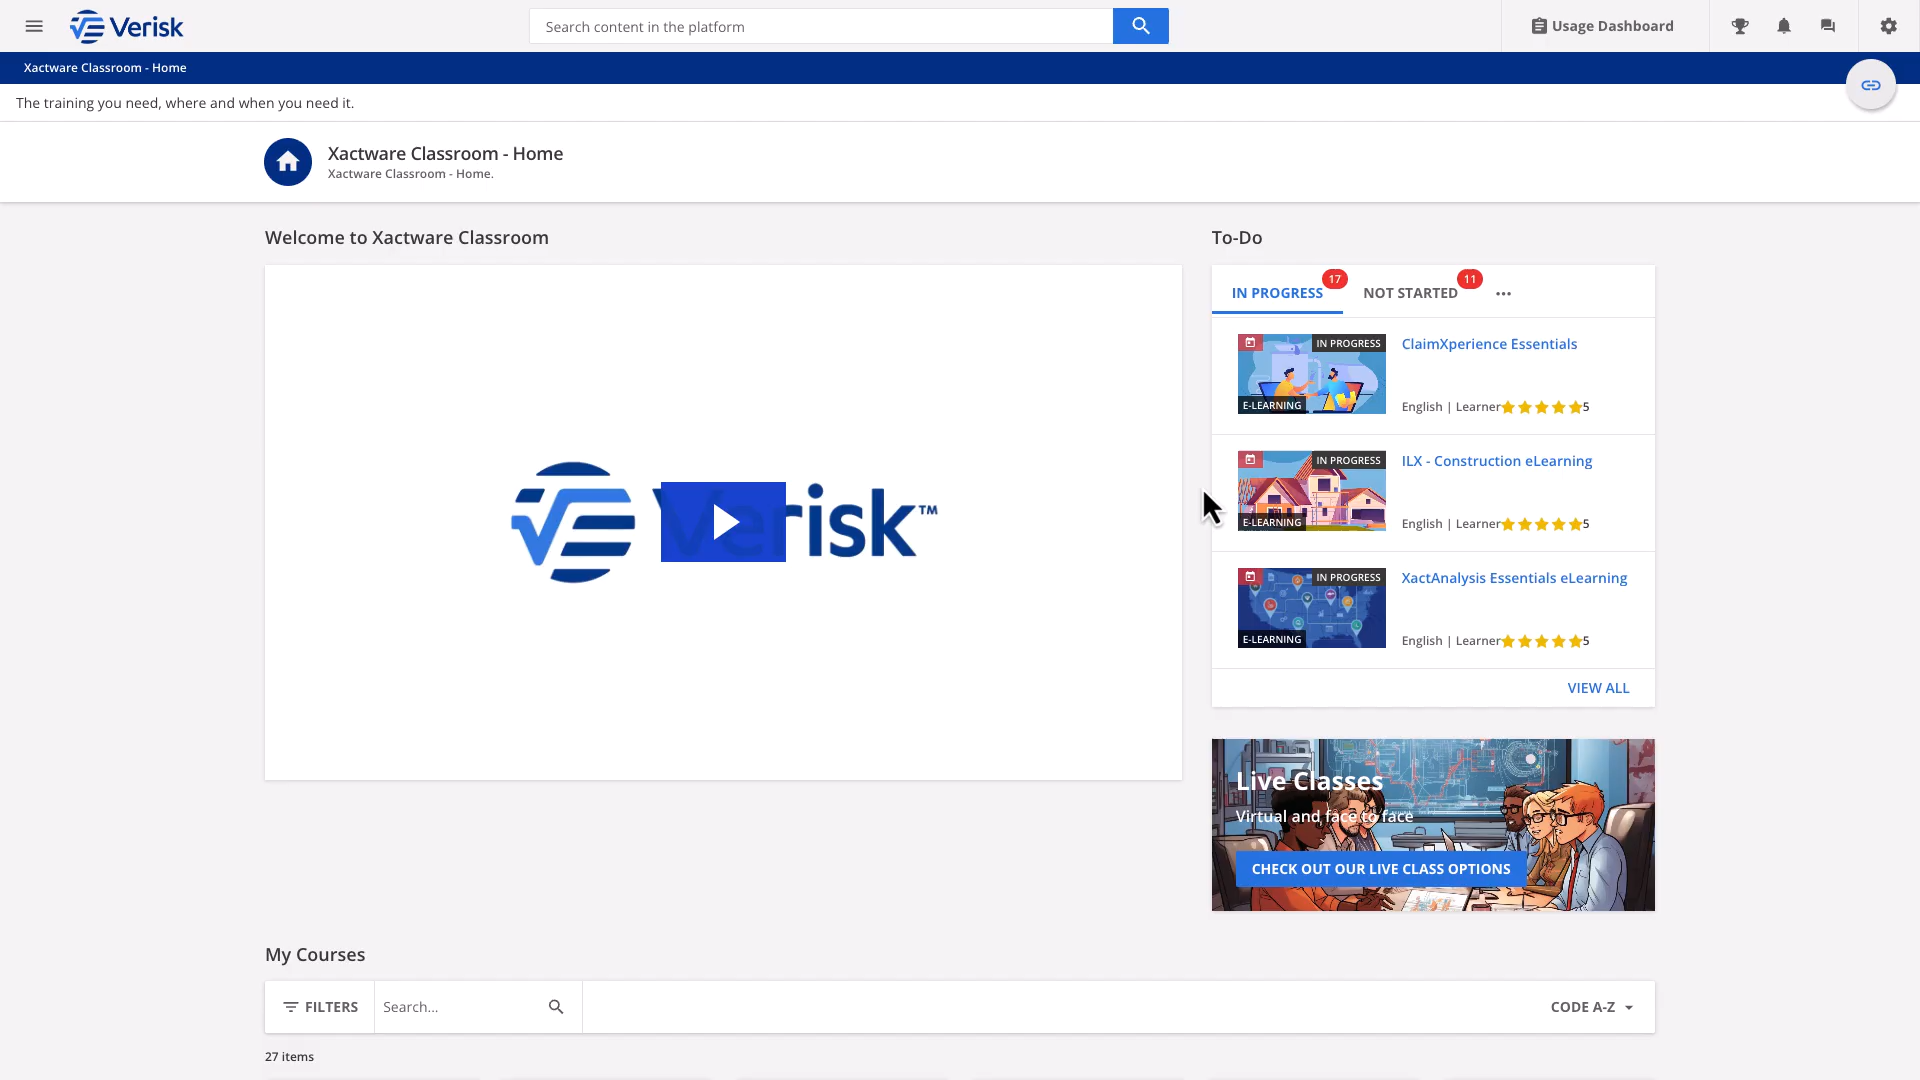 Verisk
Search content in the platform
Usage Dashboard
Xactware Classroom - Home
The training you need, where and when you need it.
Xactware Classroom - Home
Xactware Classroom - Home.
Welcome to Xactware Classroom
Verisk™
To-Do
IN PROGRESS 17 NOT STARTED 11
IN PROGRESS
E-LEARNING
ClaimXperience Essentials
English | Learner 5
IN PROGRESS
E-LEARNING
ILX - Construction eLearning
English | Learner 5
IN PROGRESS
E-LEARNING
XactAnalysis Essentials eLearning
English | Learner 5
VIEW ALL
Live Classes
Virtual and face to face
CHECK OUT OUR LIVE CLASS OPTIONS
My Courses
FILTERS Search... CODE A-Z
27 items